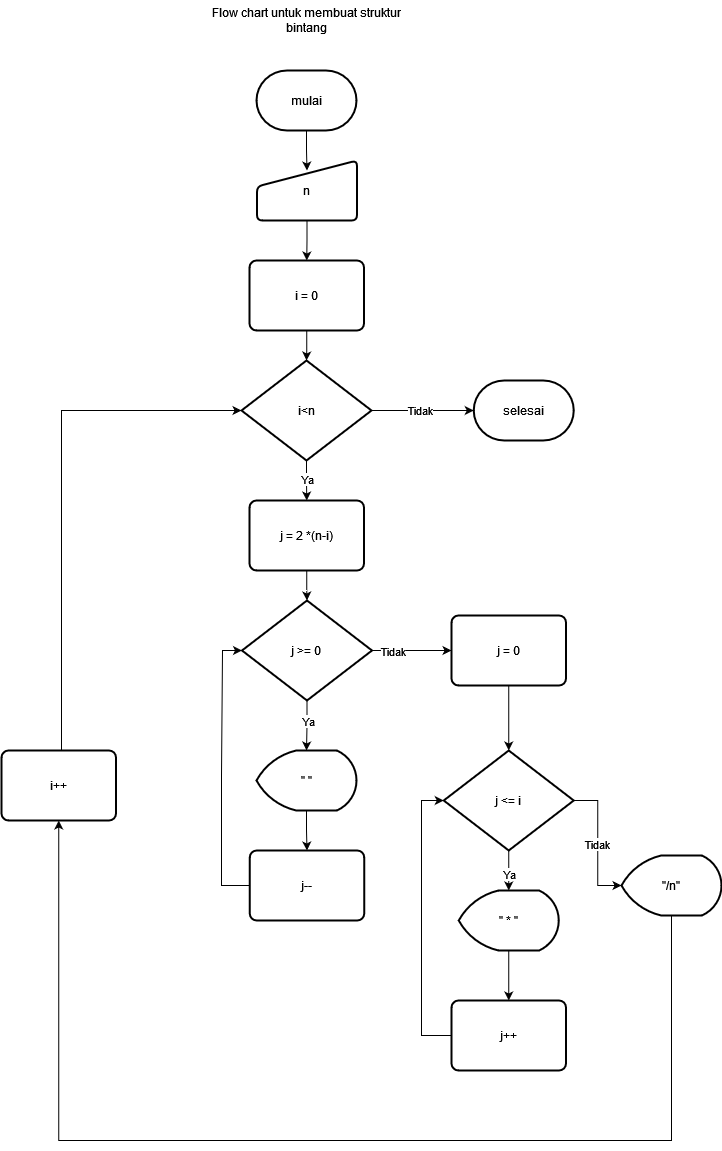 Flow chart untuk membuat struktur
bintang
mulai
n
i = 0
i<n
Tidak
selesai
Ya
j = 2 *(n-i)
j >= 0
Tidak
j = 0
Ya
" "
j--
j <= i
Tidak
Ya
" * "
"/n"
j++
i++